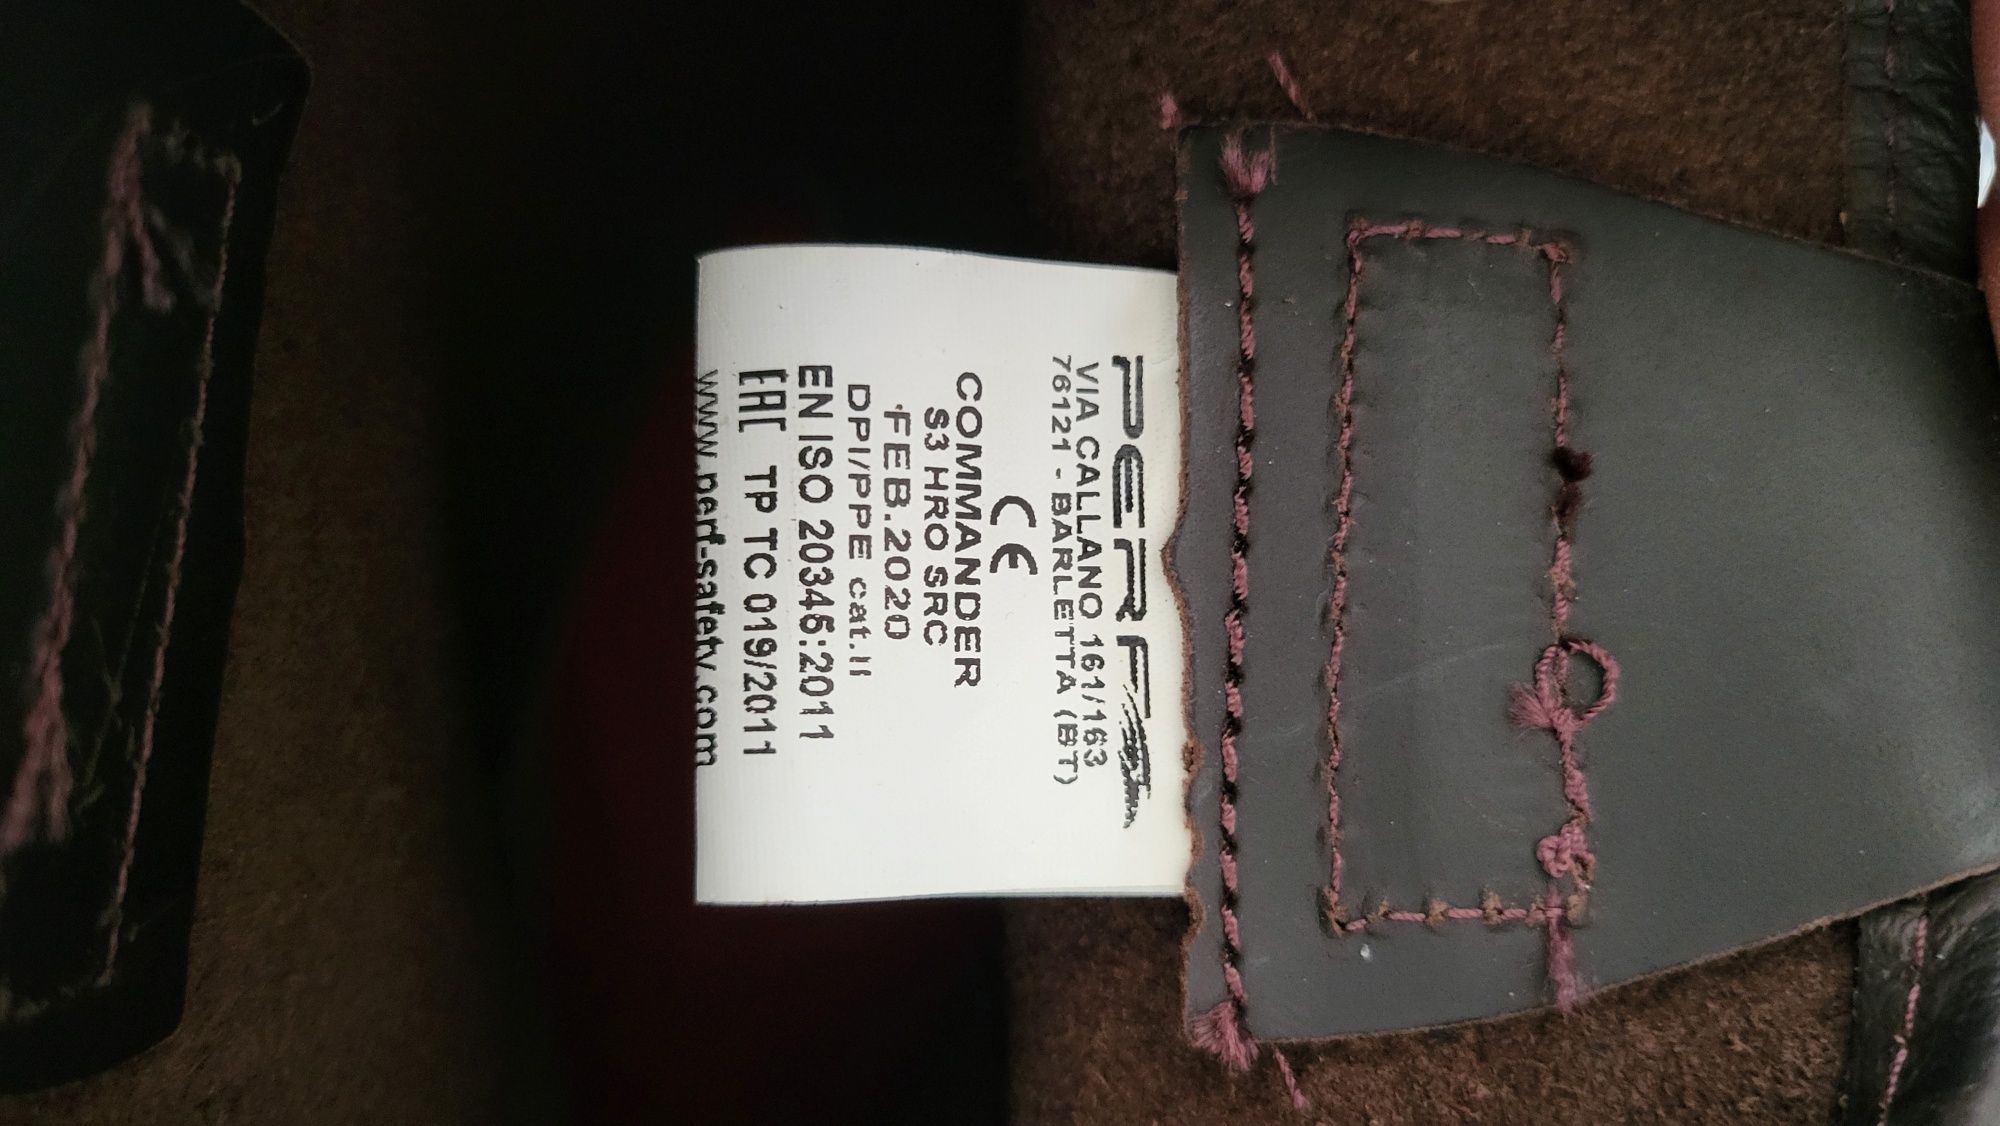 PERF
VIA CALLANO 161/163
76121 - BARLETTA (BT)
CE
COMMANDER
S3 HRO SRC
FEB.2020
DPI/PPE cat.II
EN ISO 20345:2011
EAC TP TC 019/2011
www.perf-safety.com